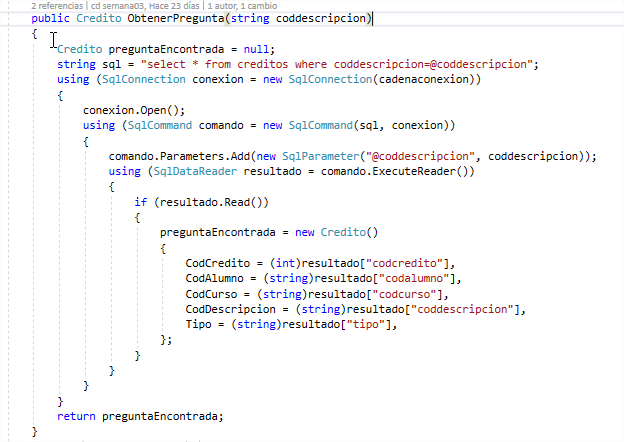 2 referencias | cd semana03, Hace 23 días | 1 autor, 1 cambio
public Credito ObtenerPregunta(string coddescripcion)
{
Credito preguntaEncontrada = null;
string sql = "select * from creditos where coddescripcion=@coddescripcion";
using (SqlConnection conexion = new SqlConnection(cadenaconexion))
{
conexion.Open();
using (SqlCommand comando = new SqlCommand(sql, conexion))
{
comando.Parameters.Add(new SqlParameter("@coddescripcion", coddescripcion));
using (SqlDataReader resultado = comando.ExecuteReader())
{
if (resultado.Read())
{
preguntaEncontrada = new Credito()
{
CodCredito = (int)resultado["codcredito"],
CodAlumno = (string)resultado["codalumno"],
CodCurso = (string)resultado["codcurso"],
CodDescripcion = (string)resultado["coddescripcion"],
Tipo = (string)resultado["tipo"],
};
}
}
}
}
return preguntaEncontrada;
}